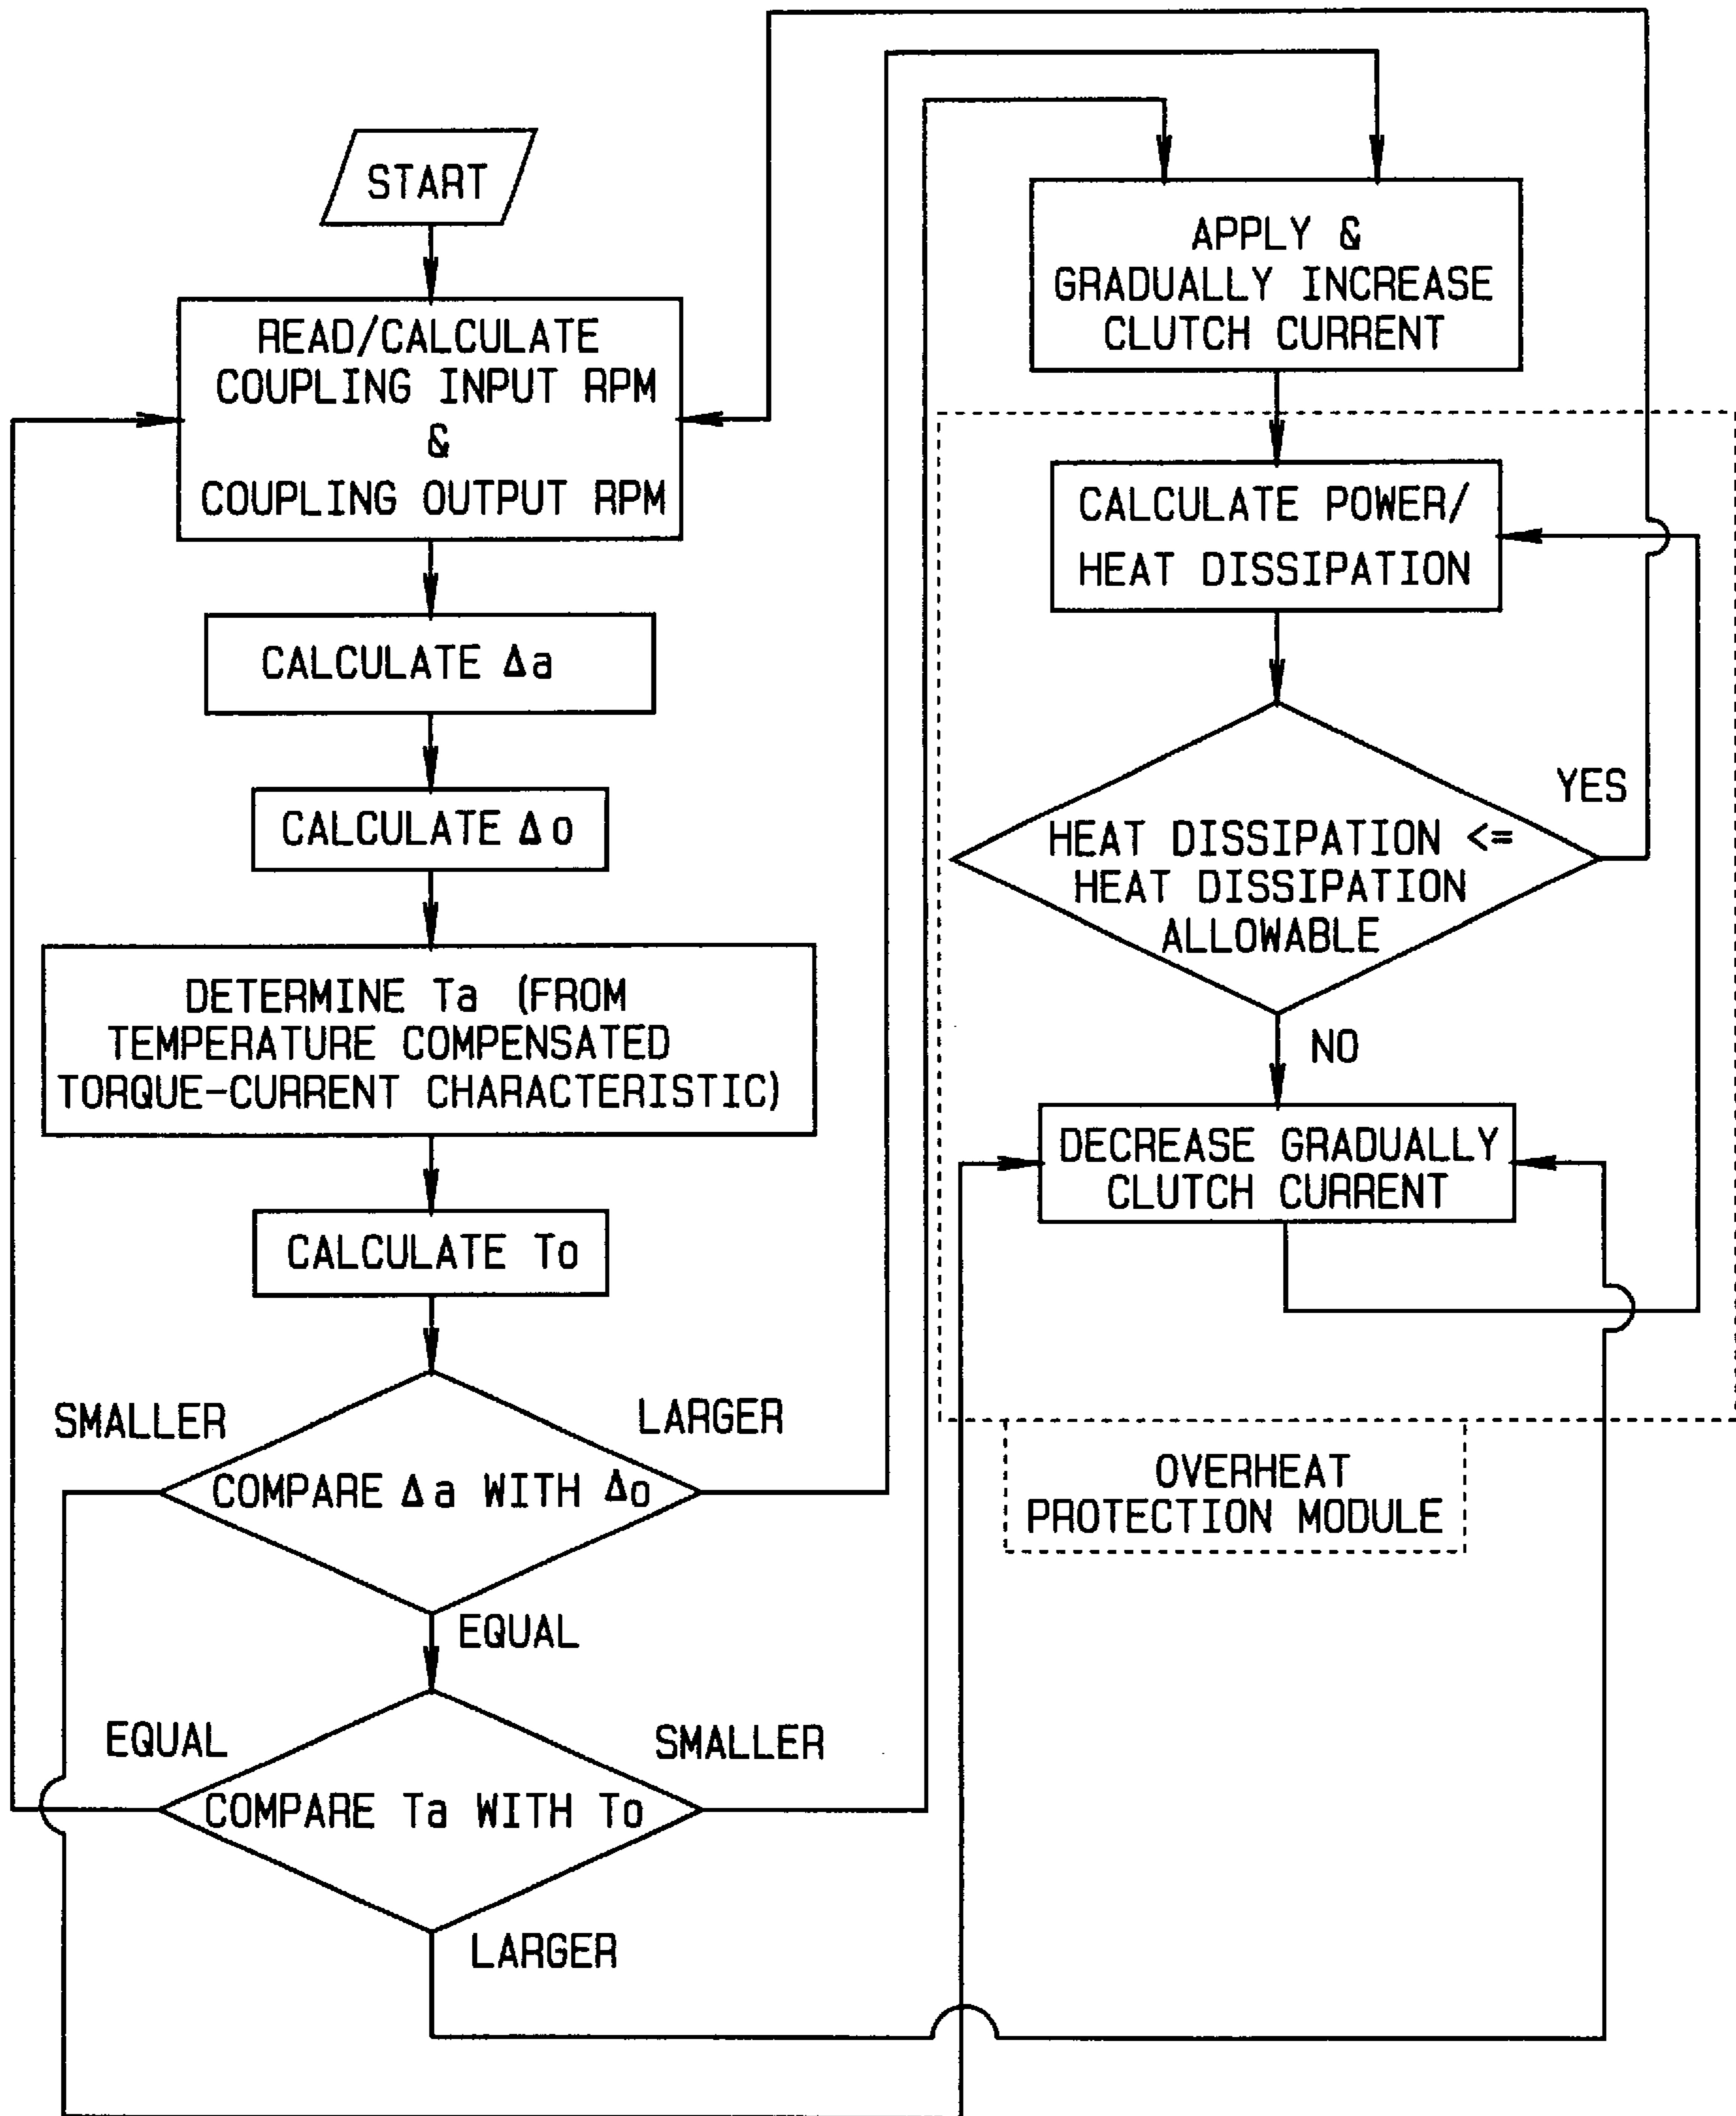 START
READ/CALCULATE
COUPLING INPUT RPM
&
COUPLING OUTPUT RPM
CALCULATE Δa
CALCULATE Δo
DETERMINE Ta (FROM
TEMPERATURE COMPENSATED
TORQUE-CURRENT CHARACTERISTIC)
CALCULATE To
SMALLER
LARGER
COMPARE Δa WITH Δo
EQUAL
EQUAL
SMALLER
COMPARE Ta WITH To
LARGER
APPLY &
GRADUALLY INCREASE
CLUTCH CURRENT
CALCULATE POWER/
HEAT DISSIPATION
YES
HEAT DISSIPATION <=
HEAT DISSIPATION
ALLOWABLE
NO
DECREASE GRADUALLY
CLUTCH CURRENT
OVERHEAT
PROTECTION MODULE